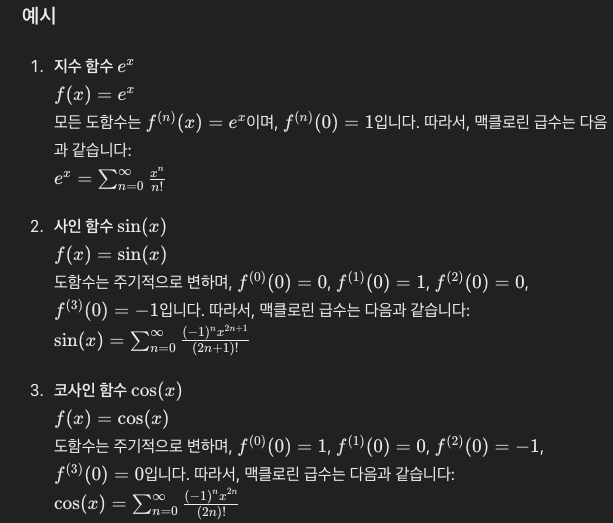 예시
1. 지수 함수 $e^x$
$f(x) = e^x$
모든 도함수는 $f^{(n)}(x) = e^x$이며, $f^{(n)}(0) = 1$입니다. 따라서, 맥클로린 급수는 다음
과 같습니다:
$e^x = \sum_{n=0}^{\infty} \frac{x^n}{n!}$
2. 사인 함수 $\sin(x)$
$f(x) = \sin(x)$
도함수는 주기적으로 변하며, $f^{(0)}(0) = 0$, $f^{(1)}(0) = 1$, $f^{(2)}(0) = 0$,
$f^{(3)}(0) = -1$입니다. 따라서, 맥클로린 급수는 다음과 같습니다:
$\sin(x) = \sum_{n=0}^{\infty} \frac{(-1)^n x^{2n+1}}{(2n+1)!}$
3. 코사인 함수 $\cos(x)$
$f(x) = \cos(x)$
도함수는 주기적으로 변하며, $f^{(0)}(0) = 1$, $f^{(1)}(0) = 0$, $f^{(2)}(0) = -1$,
$f^{(3)}(0) = 0$입니다. 따라서, 맥클로린 급수는 다음과 같습니다:
$\cos(x) = \sum_{n=0}^{\infty} \frac{(-1)^n x^{2n}}{(2n)!}$